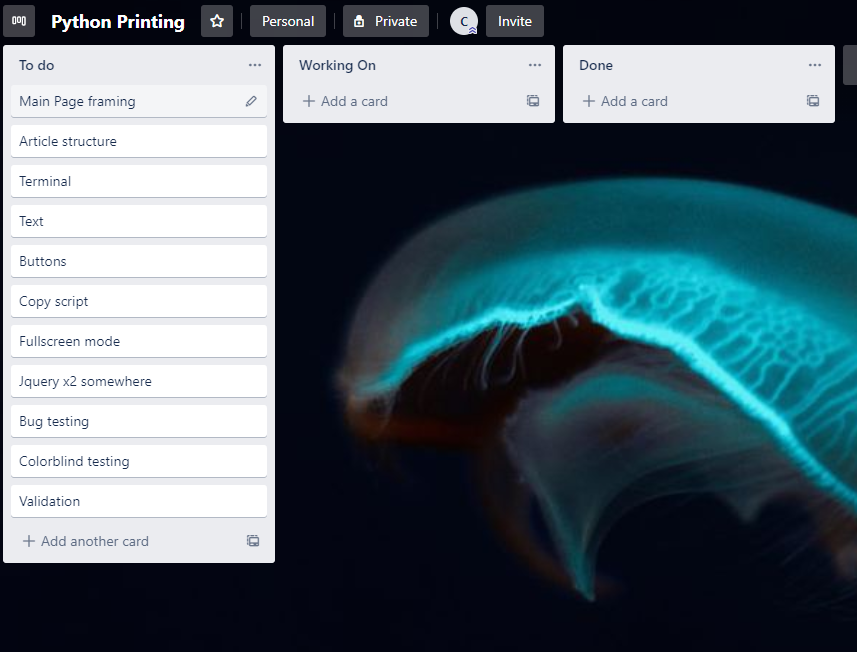 Python Printing
Personal
Private
C
Invite
To do
Main Page framing
Article structure
Terminal
Text
Buttons
Copy script
Fullscreen mode
Jquery x2 somewhere
Bug testing
Colorblind testing
Validation
Add another card
Working On
Add a card
Done
Add a card